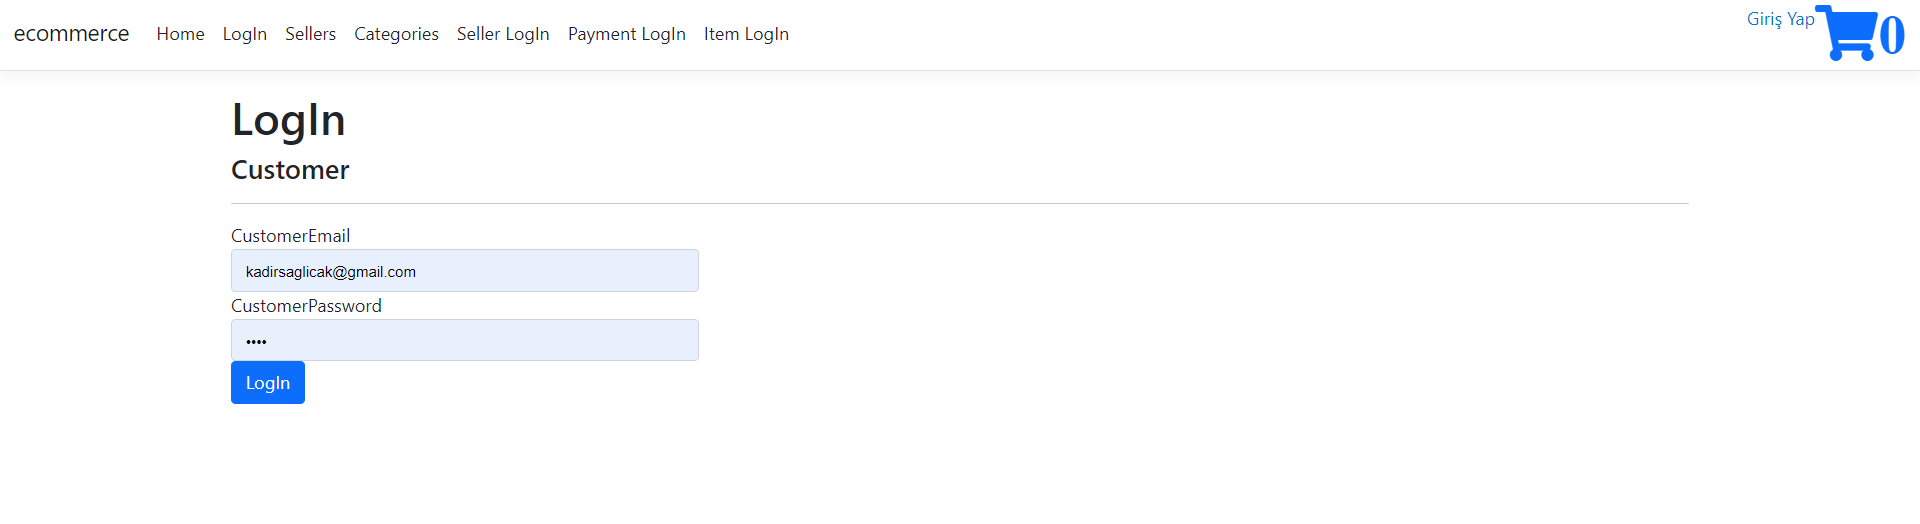 ecommerce Home LogIn Sellers Categories Seller LogIn Payment LogIn Item LogIn Giriş Yap 0
LogIn
Customer
CustomerEmail
kadirsaglicak@gmail.com
CustomerPassword
••••
LogIn